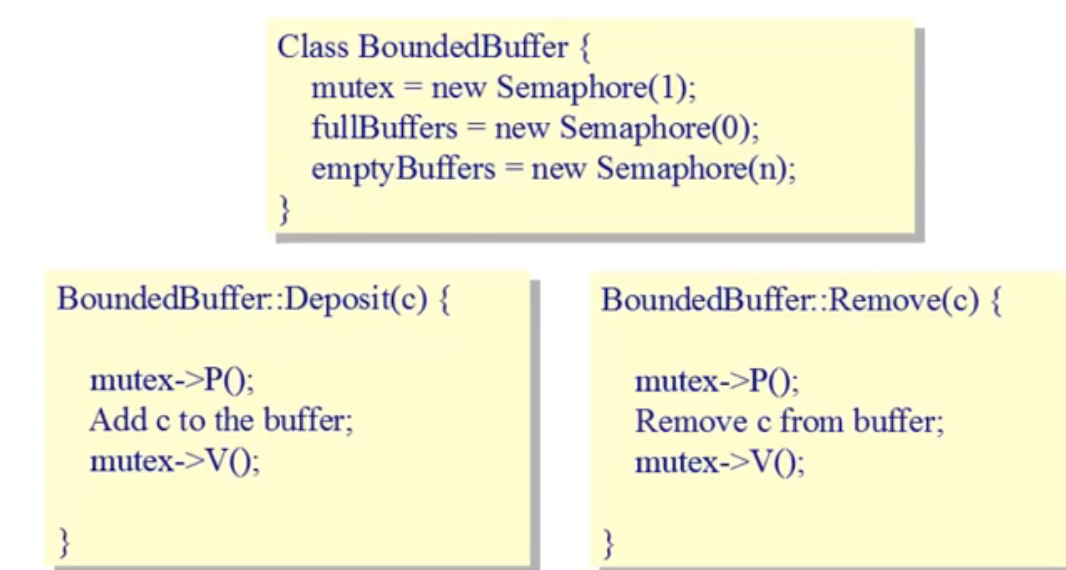 Class BoundedBuffer {
mutex = new Semaphore(1);
fullBuffers = new Semaphore(0);
emptyBuffers = new Semaphore(n);
}
BoundedBuffer::Deposit(c) {
mutex->P();
Add c to the buffer;
mutex->V();
}
BoundedBuffer::Remove(c) {
mutex->P();
Remove c from buffer;
mutex->V();
}